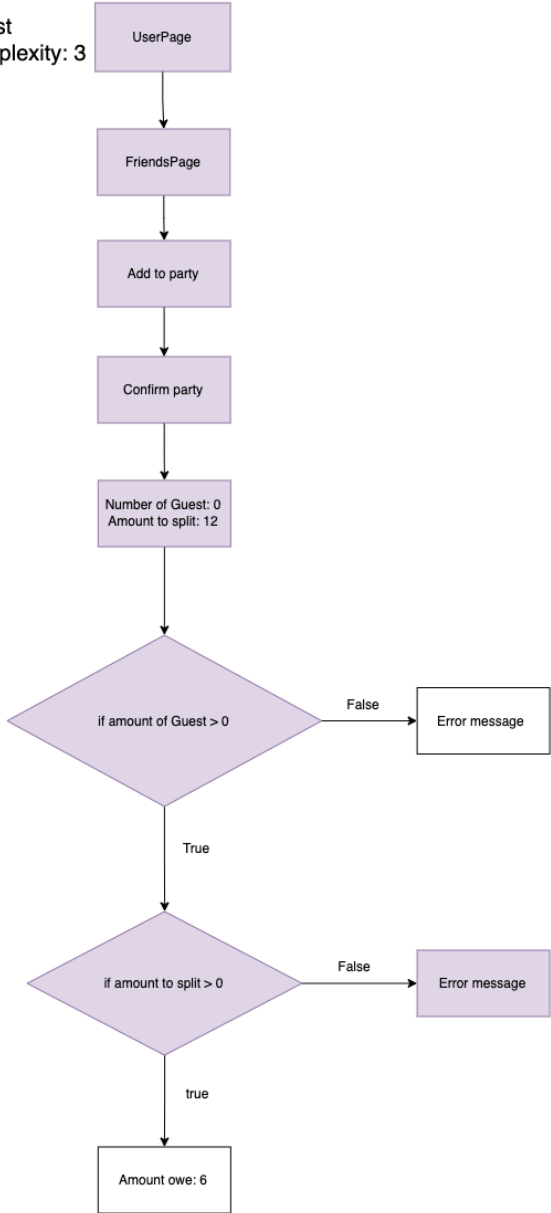 st
plexity: 3
UserPage
FriendsPage
Add to party
Confirm party
Number of Guest: 0
Amount to split: 12
if amount of Guest > 0
False
Error message
True
if amount to split > 0
False
Error message
true
Amount owe: 6